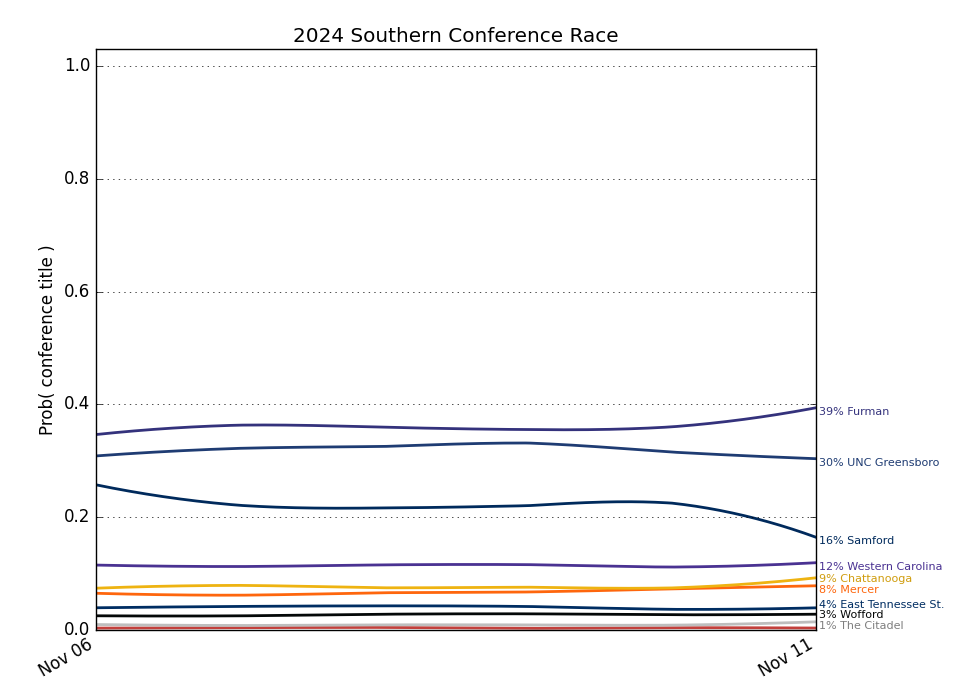 2024 Southern Conference Race
Prob( conference title )
1.0
0.8
0.6
0.4
0.2
0.0
Nov 06
Nov 11
39% Furman
30% UNC Greensboro
16% Samford
12% Western Carolina
9% Chattanooga
8% Mercer
4% East Tennessee St.
3% Wofford
1% The Citadel